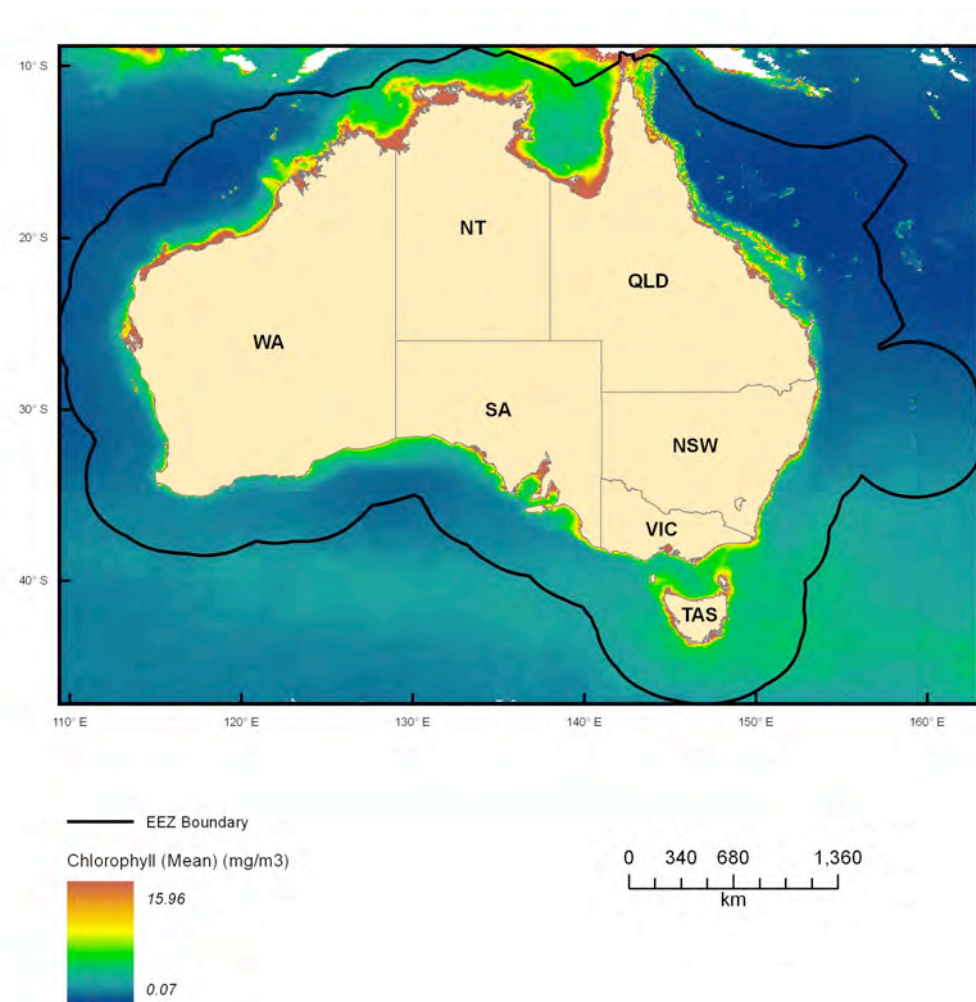 10° S
20° S
30° S
40° S
NT
QLD
WA
SA
NSW
VIC
TAS
110° E
120° E
130° E
140° E
150° E
160° E
EEZ Boundary
Chlorophyll (Mean) (mg/m3)
15.96
0.07
0 340 680 1,360
km